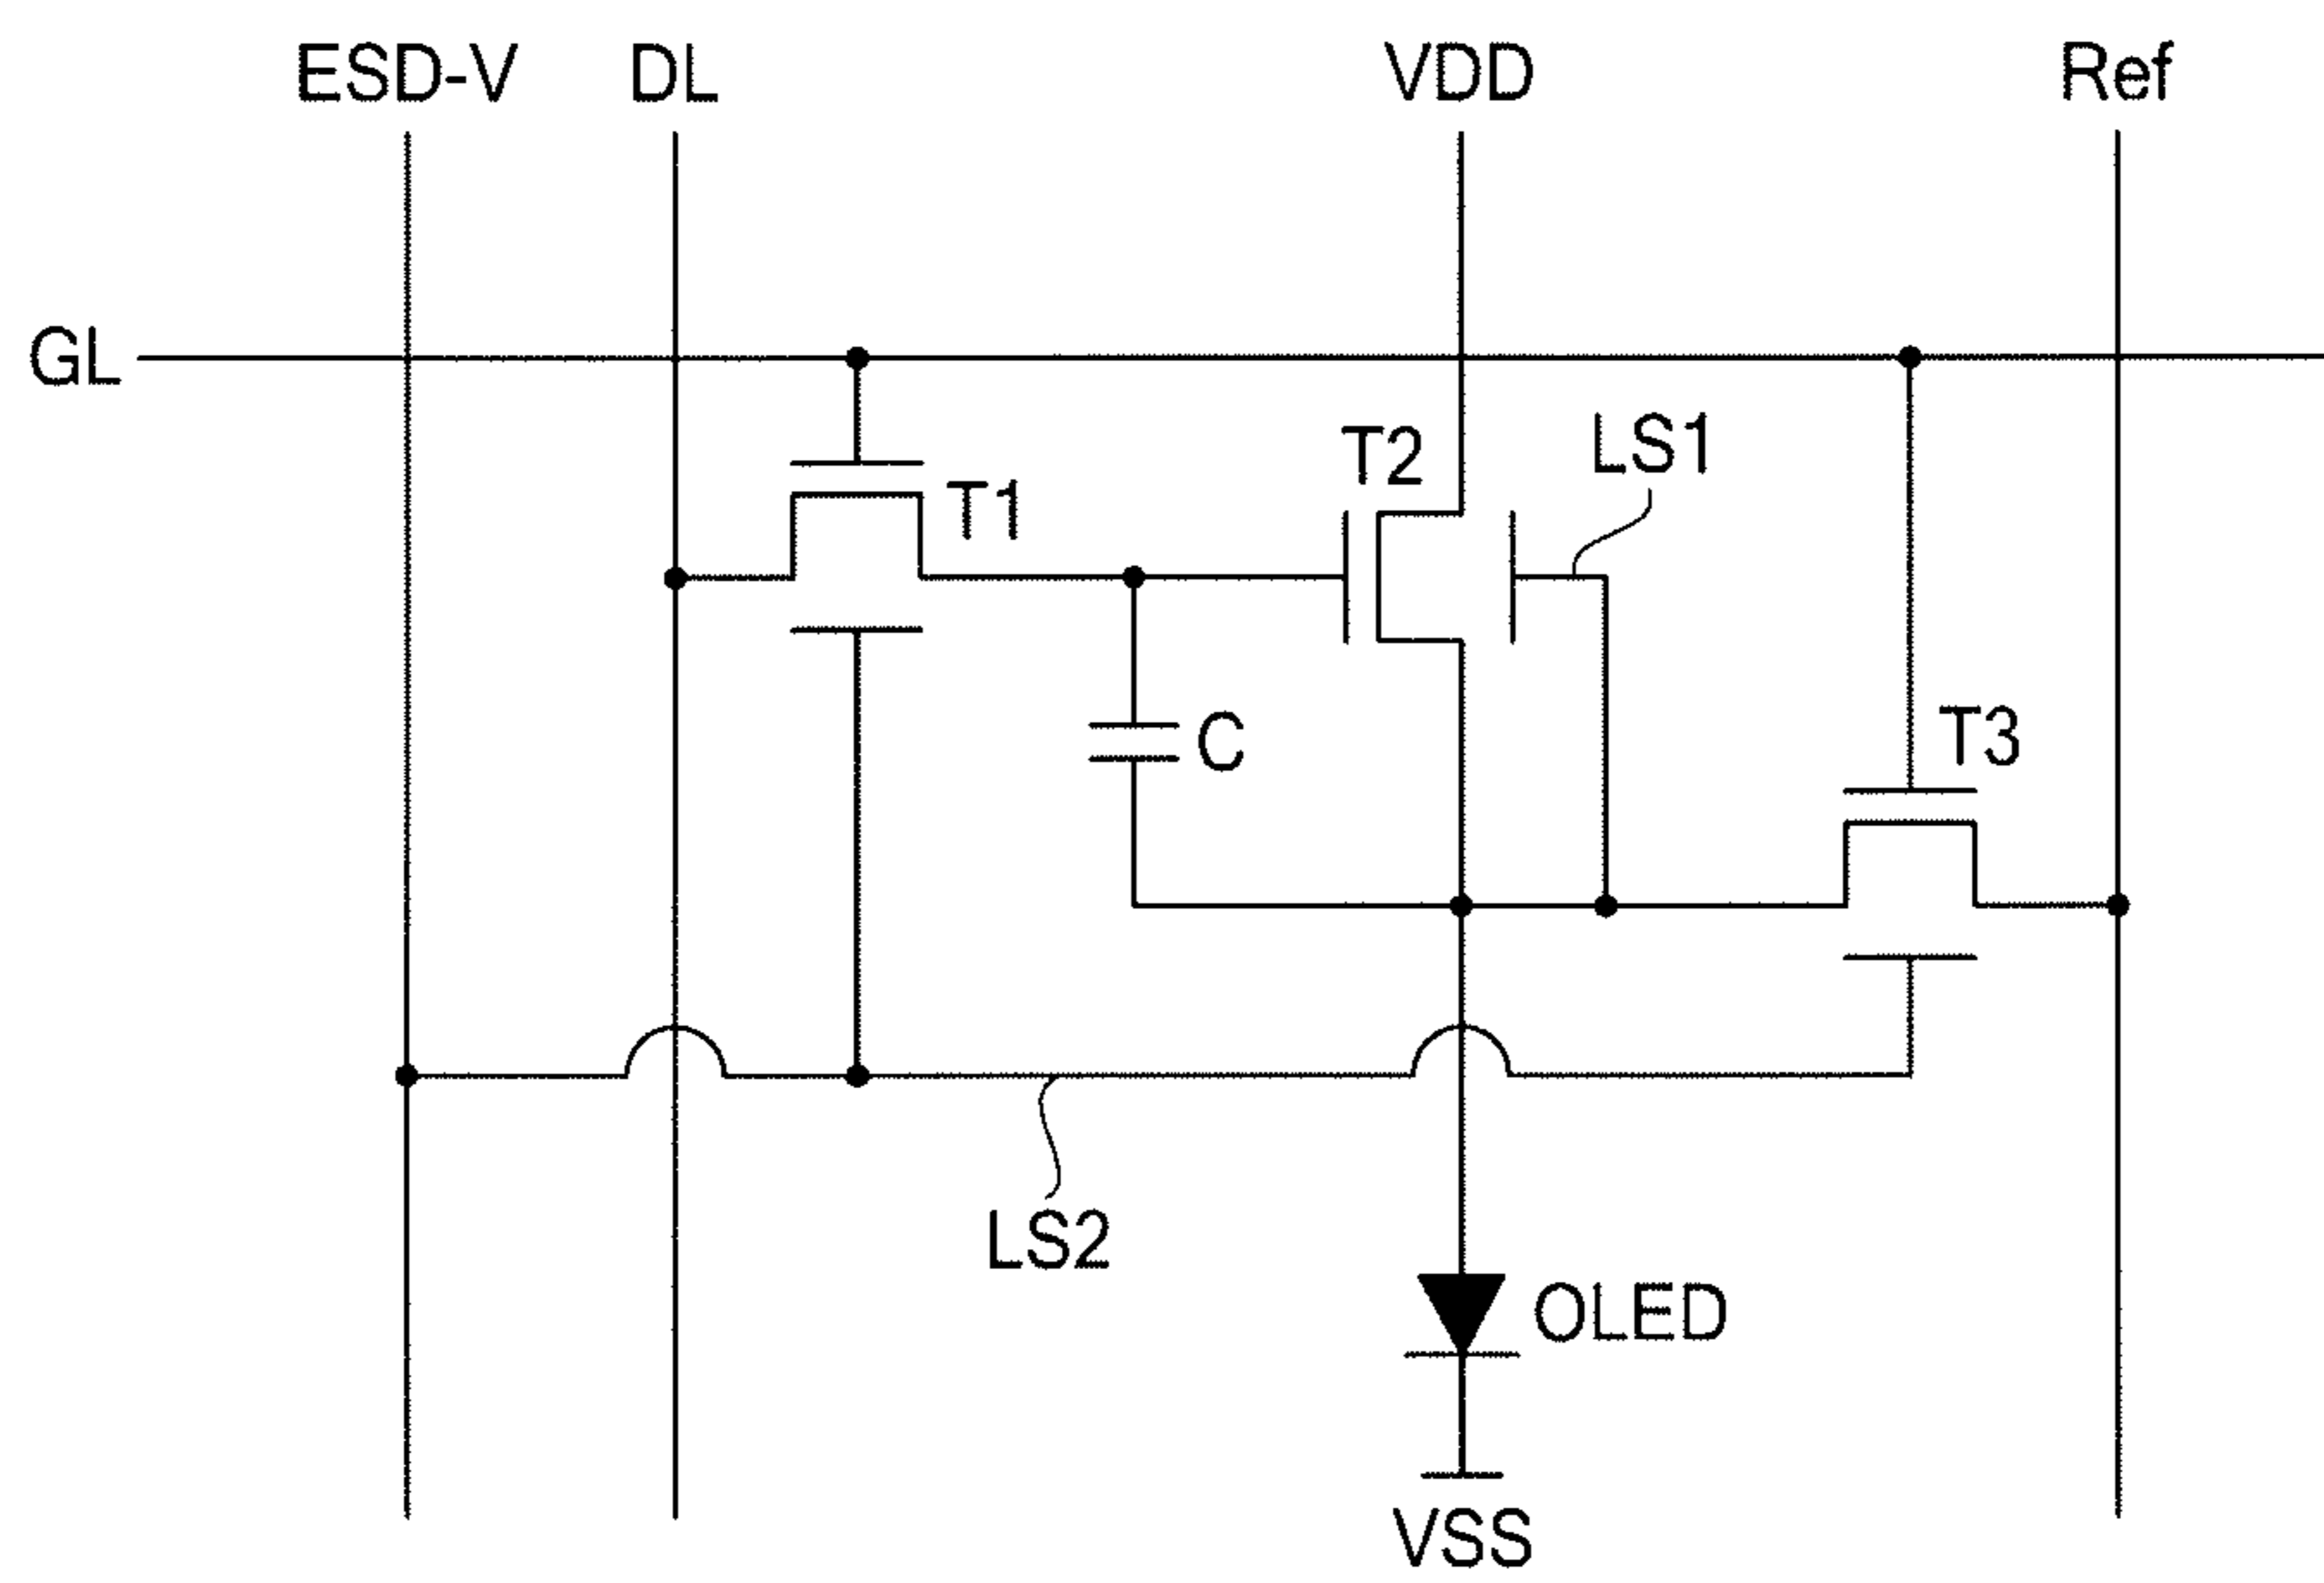 ESD-V
DL
VDD
Ref
GL
T1
T2
LS1
C
T3
LS2
OLED
VSS